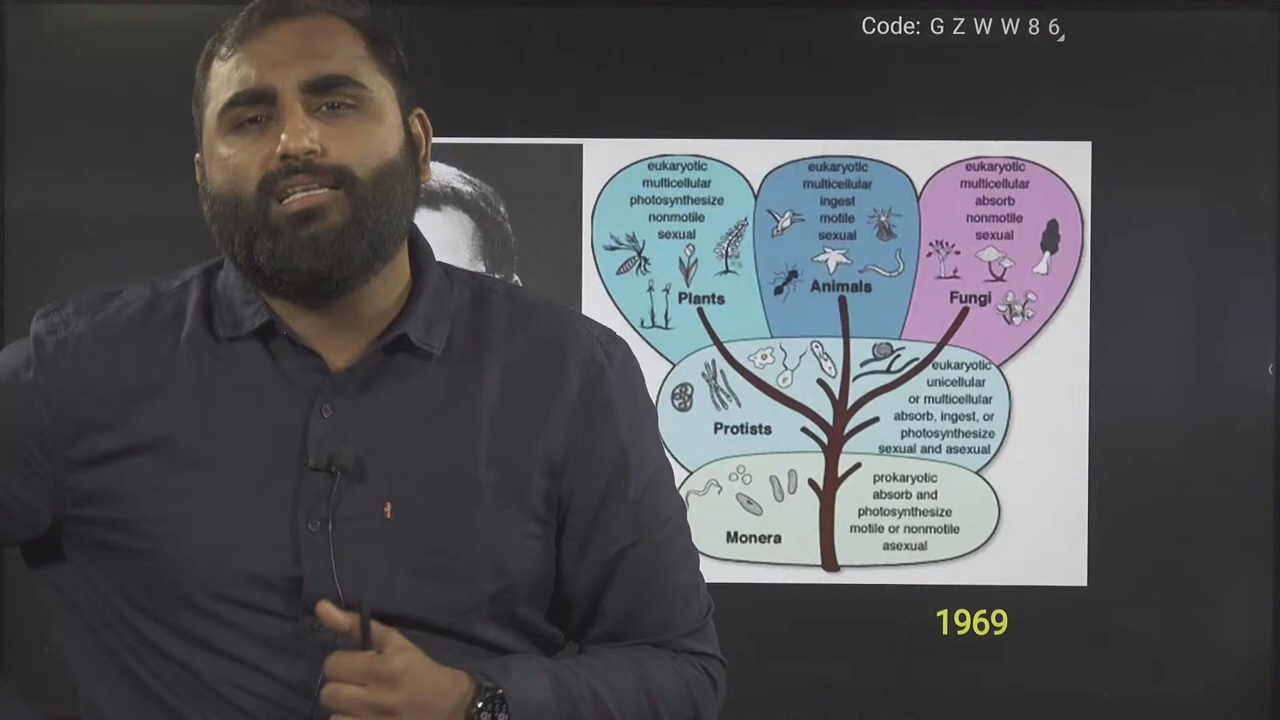 Code: G Z W W 8 6
eukaryotic
multicellular
photosynthesize
nonmotile
sexual
Plants
eukaryotic
multicellular
ingest
motile
sexual
Animals
eukaryotic
multicellular
absorb
nonmotile
sexual
Fungi
Protists
eukaryotic
unicellular
or multicellular
absorb, ingest, or
photosynthesize
sexual and asexual
Monera
prokaryotic
absorb and
photosynthesize
motile or nonmotile
asexual
1969